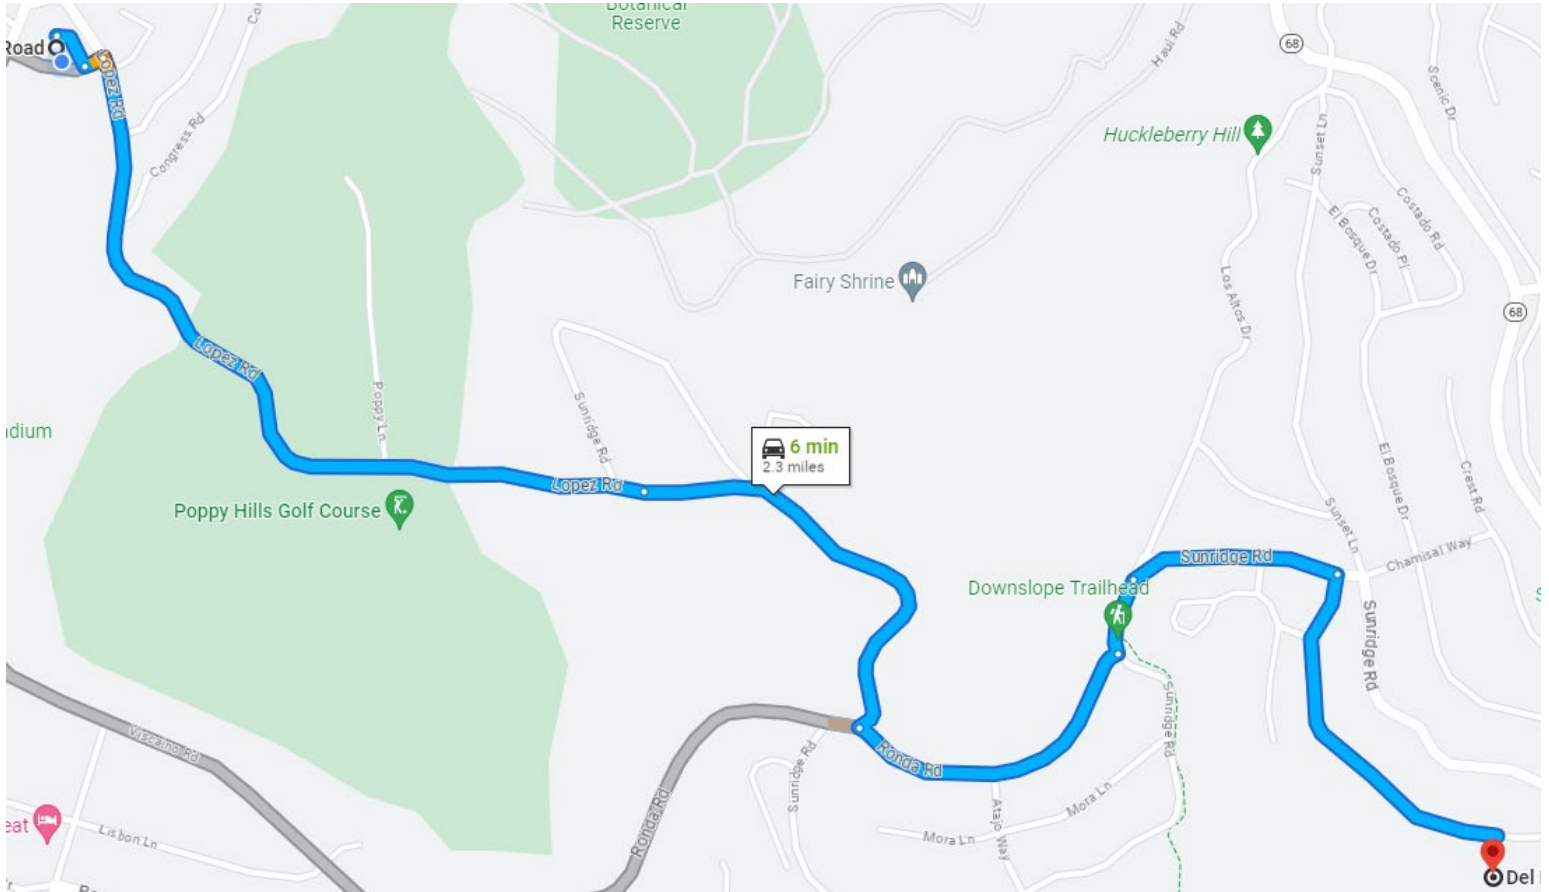 Botanical
Reserve
Road
Lopez Rd
Congress Rd
68
Haul Rd
Scenic Dr
Huckleberry Hill
Sunset Ln
Costado Rd
Costado Pl
El Bosque Dr
Fairy Shrine
Los Altos Dr
68
Lopez Rd
Poppy Ln
Sunridge Rd
6 min
2.3 miles
Lopez Rd
Poppy Hills Golf Course
El Bosque Dr
Crest Rd
Sunset Ln
Chamisal Way
Sunridge Rd
Downslope Trailhead
Sunridge Rd
Sunridge Rd
Viscaino Rd
Ronda Rd
Sunridge Rd
Ronda Rd
Atajo Way
Mora Ln
Mora Ln
Lisbon Ln
eat
adium
Del